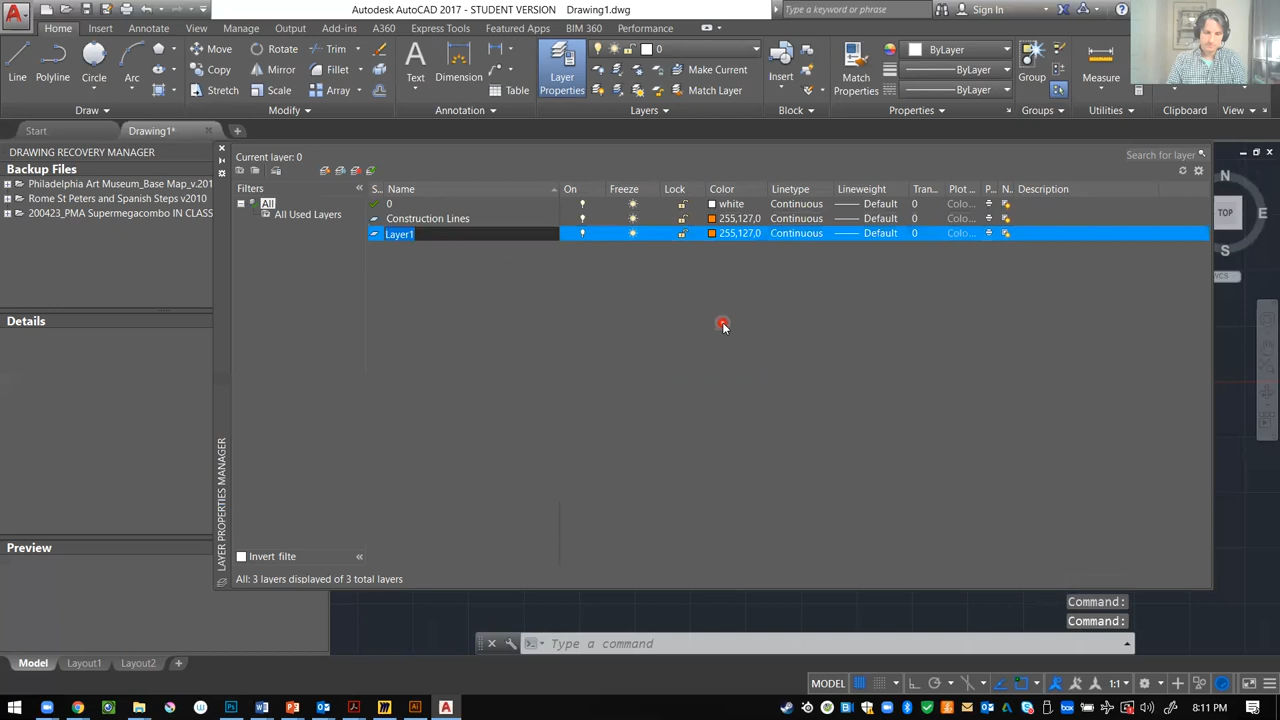 Autodesk AutoCAD 2017 - STUDENT VERSION Drawing1.dwg
Type a keyword or phrase
Sign In
Home Insert Annotate View Manage Output Add-ins A360 Express Tools Featured Apps BIM 360 Performance
Line Polyline Circle Arc
Move Rotate Trim
Copy Mirror Fillet
Stretch Scale Array
Text Dimension Table
Layer Properties
0
Make Current
Match Layer
Insert
Match Properties
ByLayer
ByLayer
ByLayer
Group Measure
Draw Modify Annotation Layers Block Properties Groups Utilities Clipboard View
Start Drawing1*
DRAWING RECOVERY MANAGER
Backup Files
Philadelphia Art Museum_Base Map_v.201
Rome St Peters and Spanish Steps v2010
200423_PMA Supermegacombo IN CLASS
Details
Preview
Current layer: 0
Search for layer
Filters
All
All Used Layers
S.. Name On Freeze Lock Color Linetype Lineweight Tran... Plot ... P.. N.. Description
0 white Continuous Default 0 Colo...
Construction Lines 255,127,0 Continuous Default 0 Colo...
Layer1 255,127,0 Continuous Default 0 Colo...
Invert filte
All: 3 layers displayed of 3 total layers
LAYER PROPERTIES MANAGER
N
TOP
E
S
WCS
Command:
Command:
Type a command
Model Layout1 Layout2
MODEL 1:1
8:11 PM